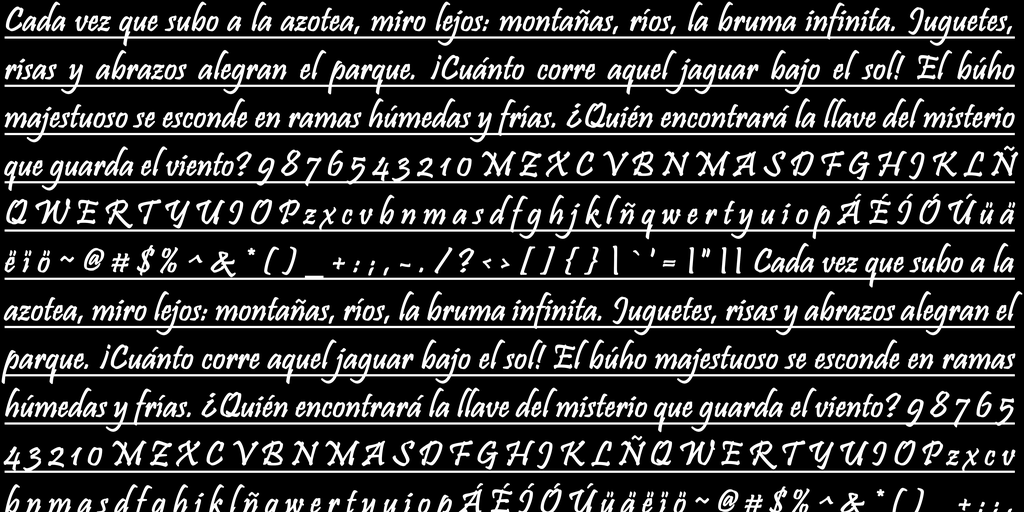 Cada vez que subo a la azotea, miro lejos: montañas, ríos, la bruma infinita. Juguetes,
risas y abrazos alegran el parque. ¡Cuánto corre aquel jaguar bajo el sol! El búho
majestuoso se esconde en ramas húmedas y frías. ¿Quién encontrará la llave del misterio
que guarda el viento? 9 8 7 6 5 4 3 2 1 0 M Z X C V B N M A S D F G H J K L Ñ
Q W E R T Y U I O P z x c v b n m a s d f g h j k l ñ q w e r t y u i o p Á É Í Ó Ú ü ä
ë ï ö ~ @ # $ % ^ & * ( ) _ + : ; , - . / ? < > [ ] { } | ` ' = \" \ | Cada vez que subo a la
azotea, miro lejos: montañas, ríos, la bruma infinita. Juguetes, risas y abrazos alegran el
parque. ¡Cuánto corre aquel jaguar bajo el sol! El búho majestuoso se esconde en ramas
húmedas y frías. ¿Quién encontrará la llave del misterio que guarda el viento? 9 8 7 6 5
4 3 2 1 0 M Z X C V B N M A S D F G H J K L Ñ Q W E R T Y U I O P z x c v
b n m a s d f g h j k l ñ q w e r t y u i o p Á É Í Ó Ú ü ä ë ï ö ~ @ # $ % ^ & * ( ) _ + : ; ,